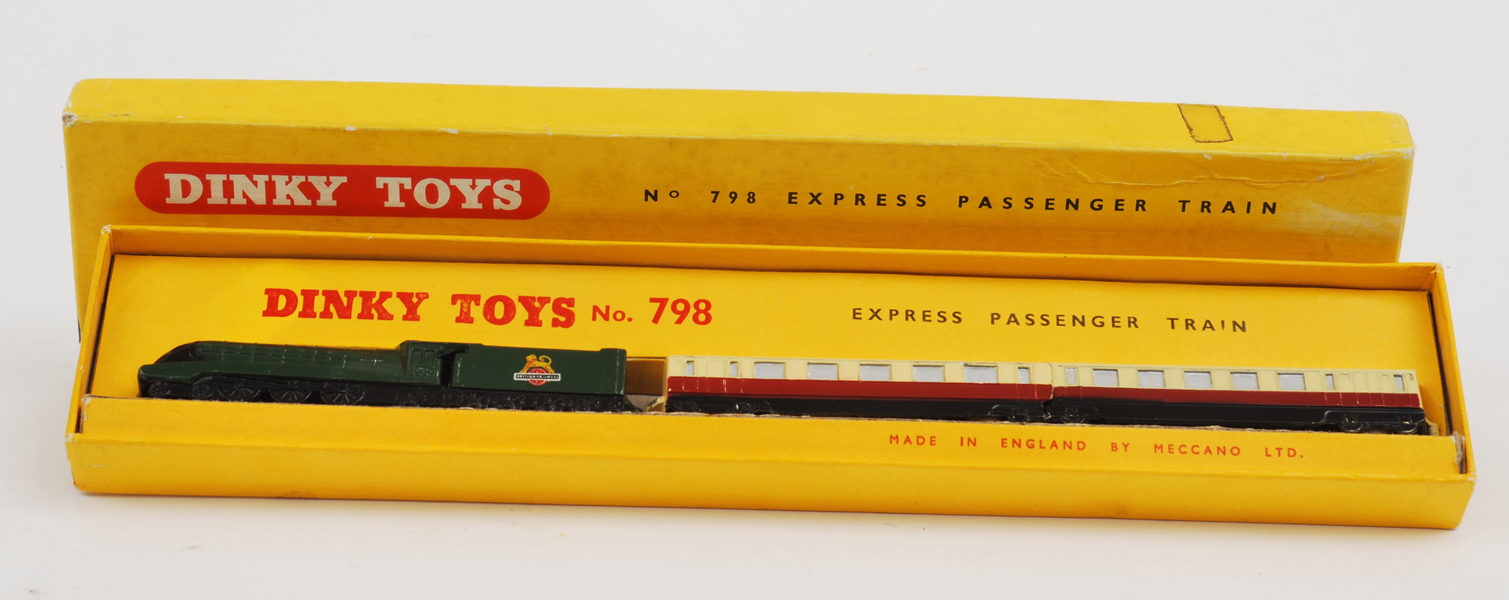 DINKY TOYS
Nº 798 EXPRESS PASSENGER TRAIN
DINKY TOYS No. 798
EXPRESS PASSENGER TRAIN
MADE IN ENGLAND BY MECCANO LTD.